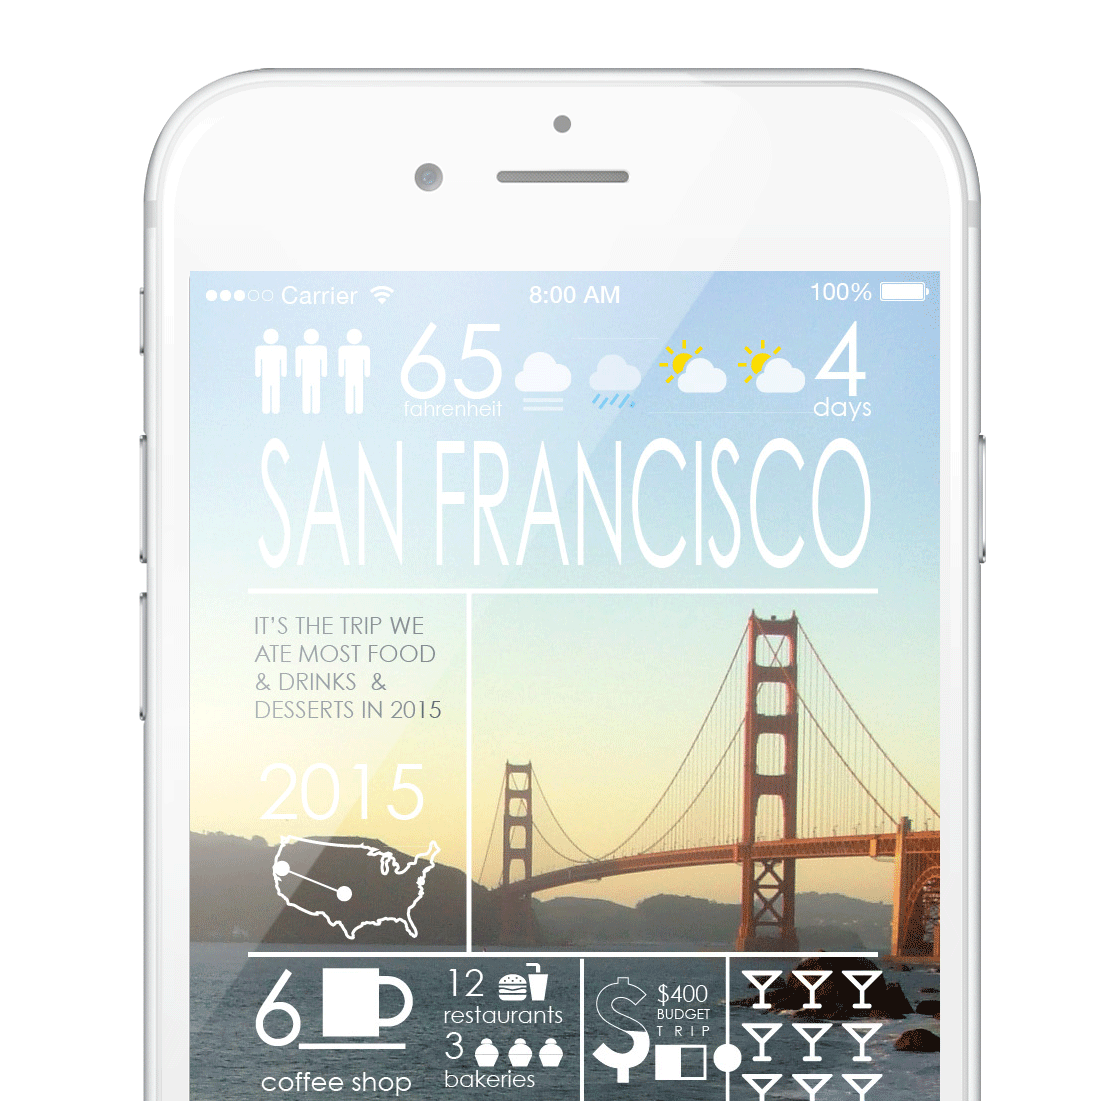 Carrier 8:00 AM 100%
65 4
fahrenheit days
SAN FRANCISCO
IT'S THE TRIP WE
ATE MOST FOOD
& DRINKS &
DESSERTS IN 2015
2015
6
coffee shop
12
restaurants
3
bakeries
$
$400
BUDGET
TRIP